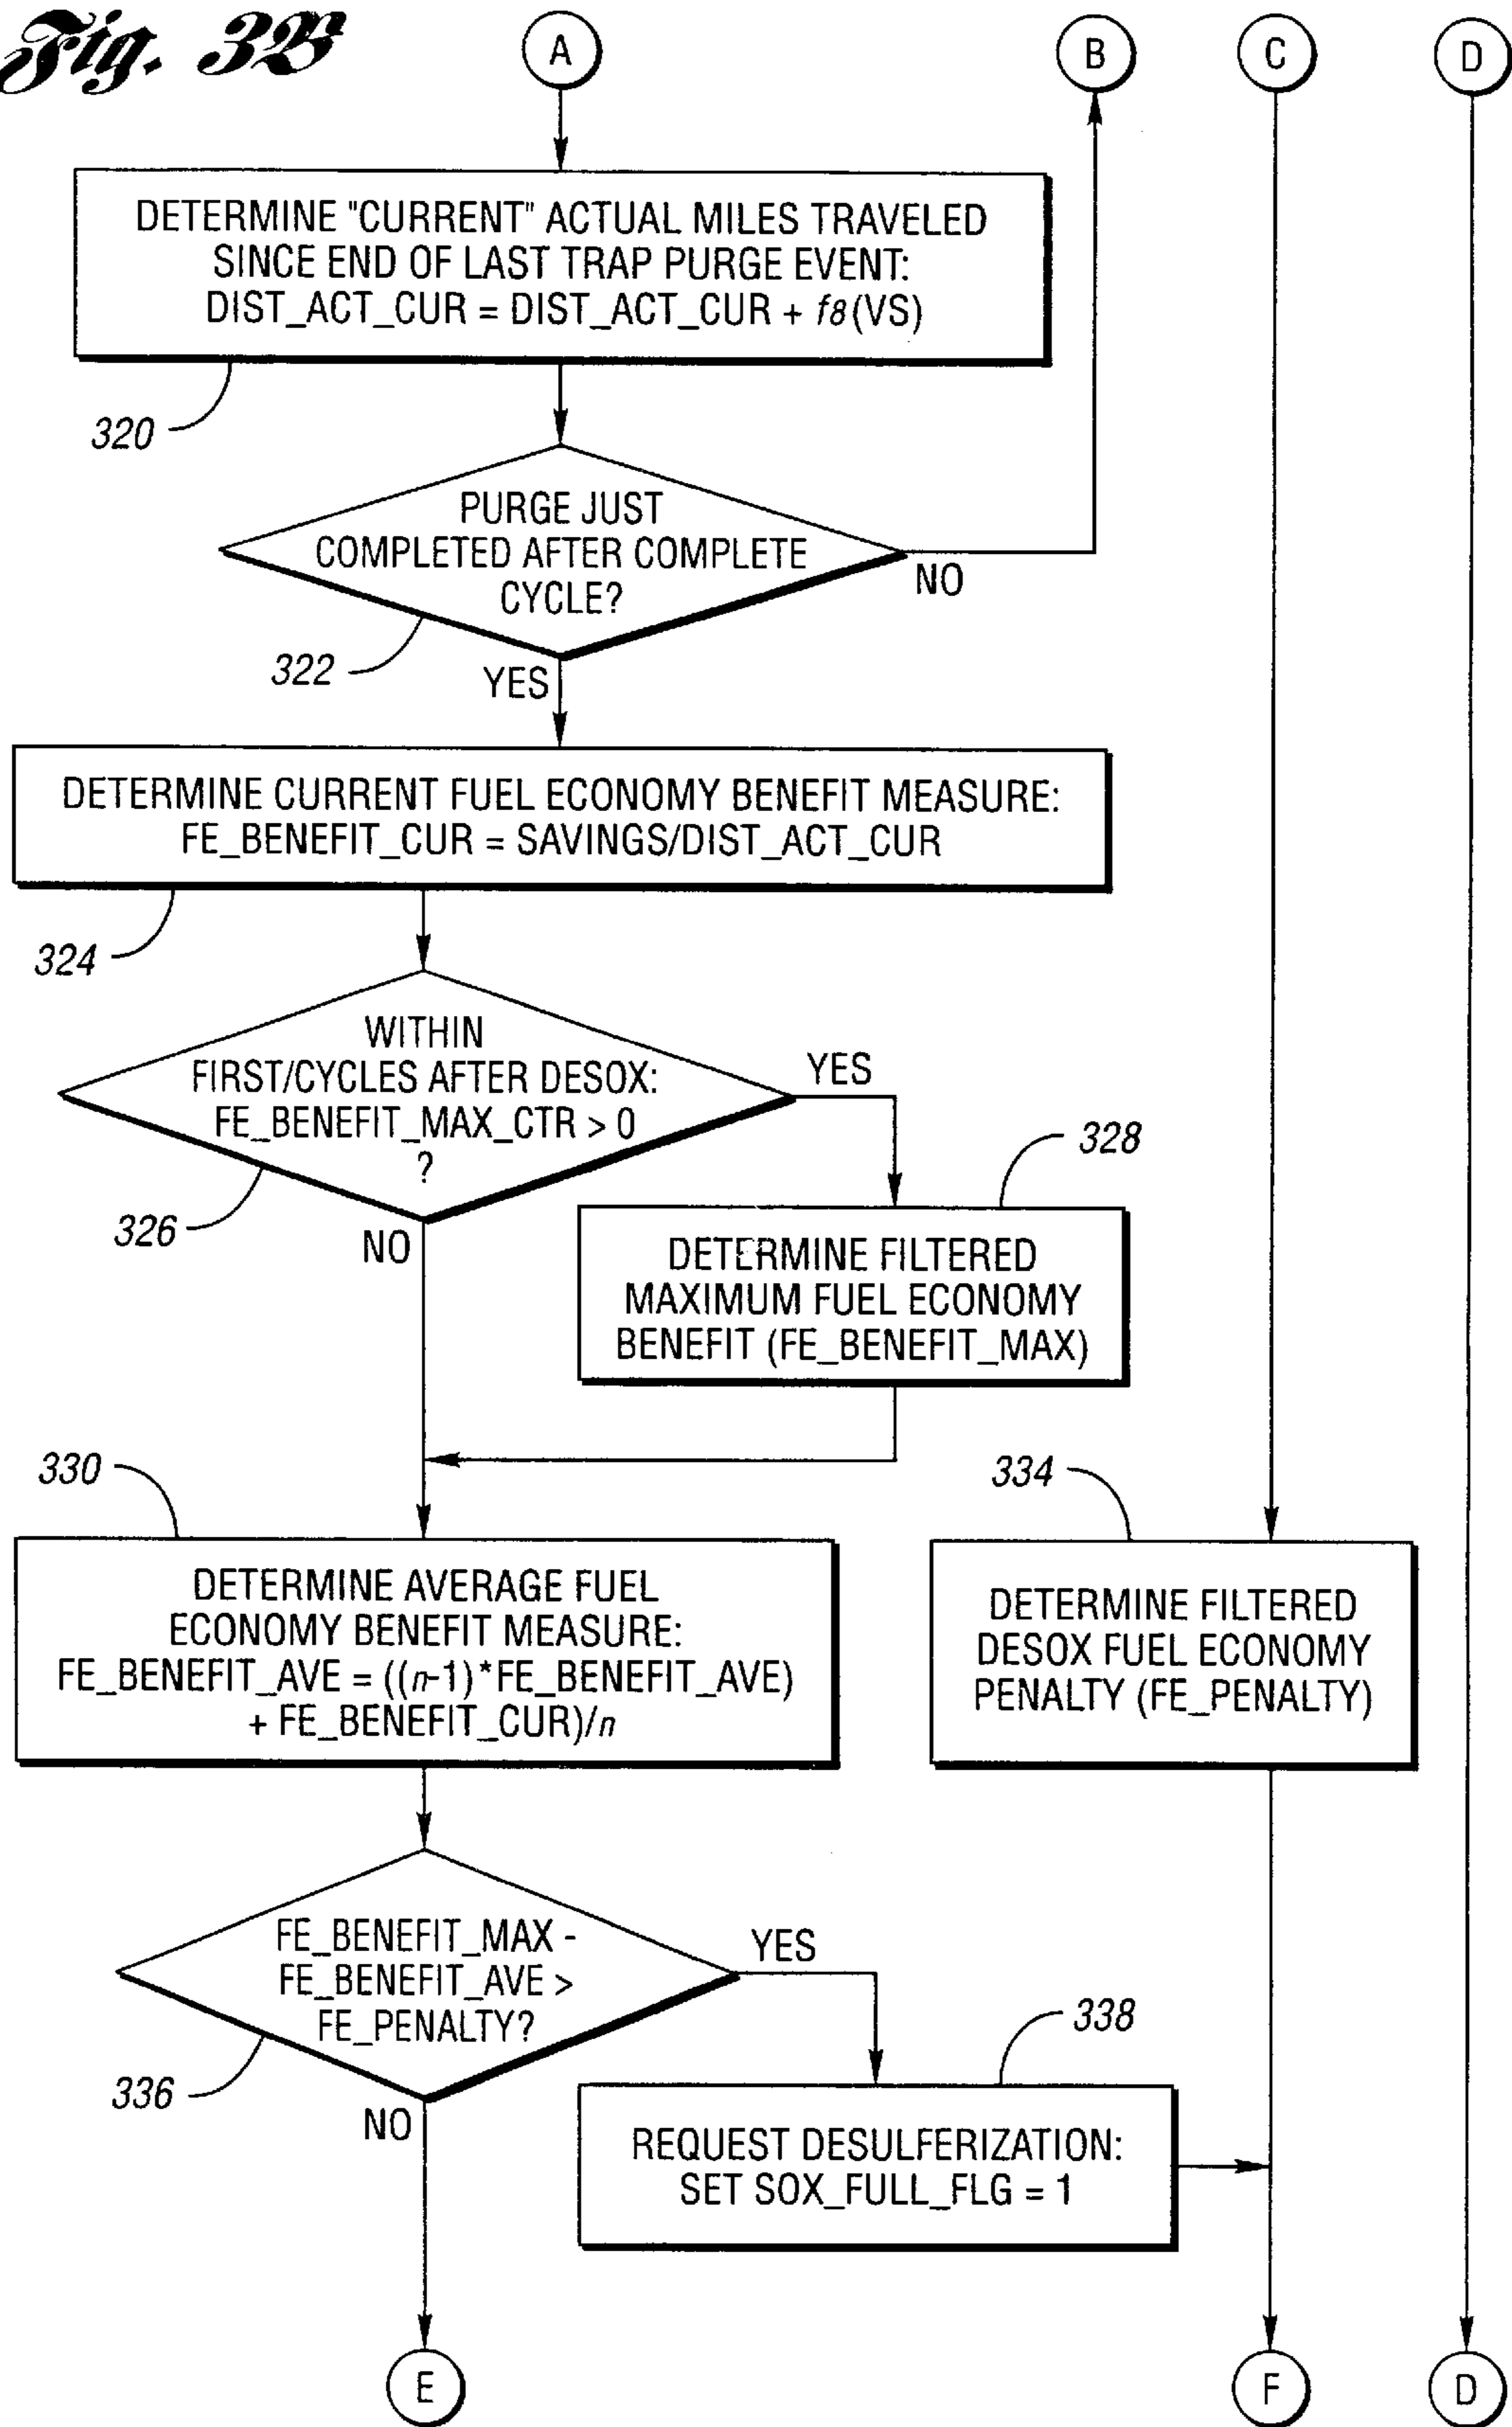 Fig. 3B
A
B
C
D
DETERMINE "CURRENT" ACTUAL MILES TRAVELED
SINCE END OF LAST TRAP PURGE EVENT:
DIST_ACT_CUR = DIST_ACT_CUR + f8(VS)
320
PURGE JUST
COMPLETED AFTER COMPLETE
CYCLE?
NO
322
YES
DETERMINE CURRENT FUEL ECONOMY BENEFIT MEASURE:
FE_BENEFIT_CUR = SAVINGS/DIST_ACT_CUR
324
WITHIN
FIRST/CYCLES AFTER DESOX:
FE_BENEFIT_MAX_CTR > 0
?
YES
326
NO
328
DETERMINE FILTERED
MAXIMUM FUEL ECONOMY
BENEFIT (FE_BENEFIT_MAX)
330
DETERMINE AVERAGE FUEL
ECONOMY BENEFIT MEASURE:
FE_BENEFIT_AVE = ((n-1)*FE_BENEFIT_AVE)
+ FE_BENEFIT_CUR)/n
334
DETERMINE FILTERED
DESOX FUEL ECONOMY
PENALTY (FE_PENALTY)
FE_BENEFIT_MAX -
FE_BENEFIT_AVE >
FE_PENALTY?
YES
336
NO
338
REQUEST DESULFERIZATION:
SET SOX_FULL_FLG = 1
E
F
D